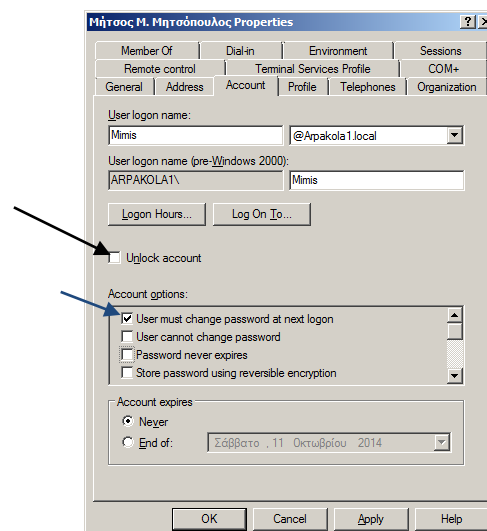 Μήτσος Μ. Μητσόπουλος Properties
Member Of Dial-in Environment Sessions
Remote control Terminal Services Profile COM+
General Address Account Profile Telephones Organization
User logon name:
Mimis @Arpakola1.local
User logon name (pre-Windows 2000):
ARPAKOLA1\ Mimis
Logon Hours... Log On To...
Unlock account
Account options:
User must change password at next logon
User cannot change password
Password never expires
Store password using reversible encryption
Account expires
Never
End of: Σάββατο , 11 Οκτωβρίου 2014
OK Cancel Apply Help